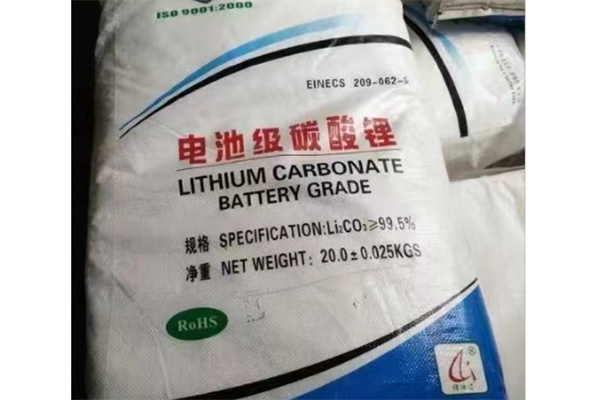 ISO 9001:2000
EINECS 209-062-5
电池级碳酸锂
LITHIUM CARBONATE
BATTERY GRADE
规格 SPECIFICATION:Li₂CO₃≥99.5%
净重 NET WEIGHT: 20.0±0.025KGS
RoHS